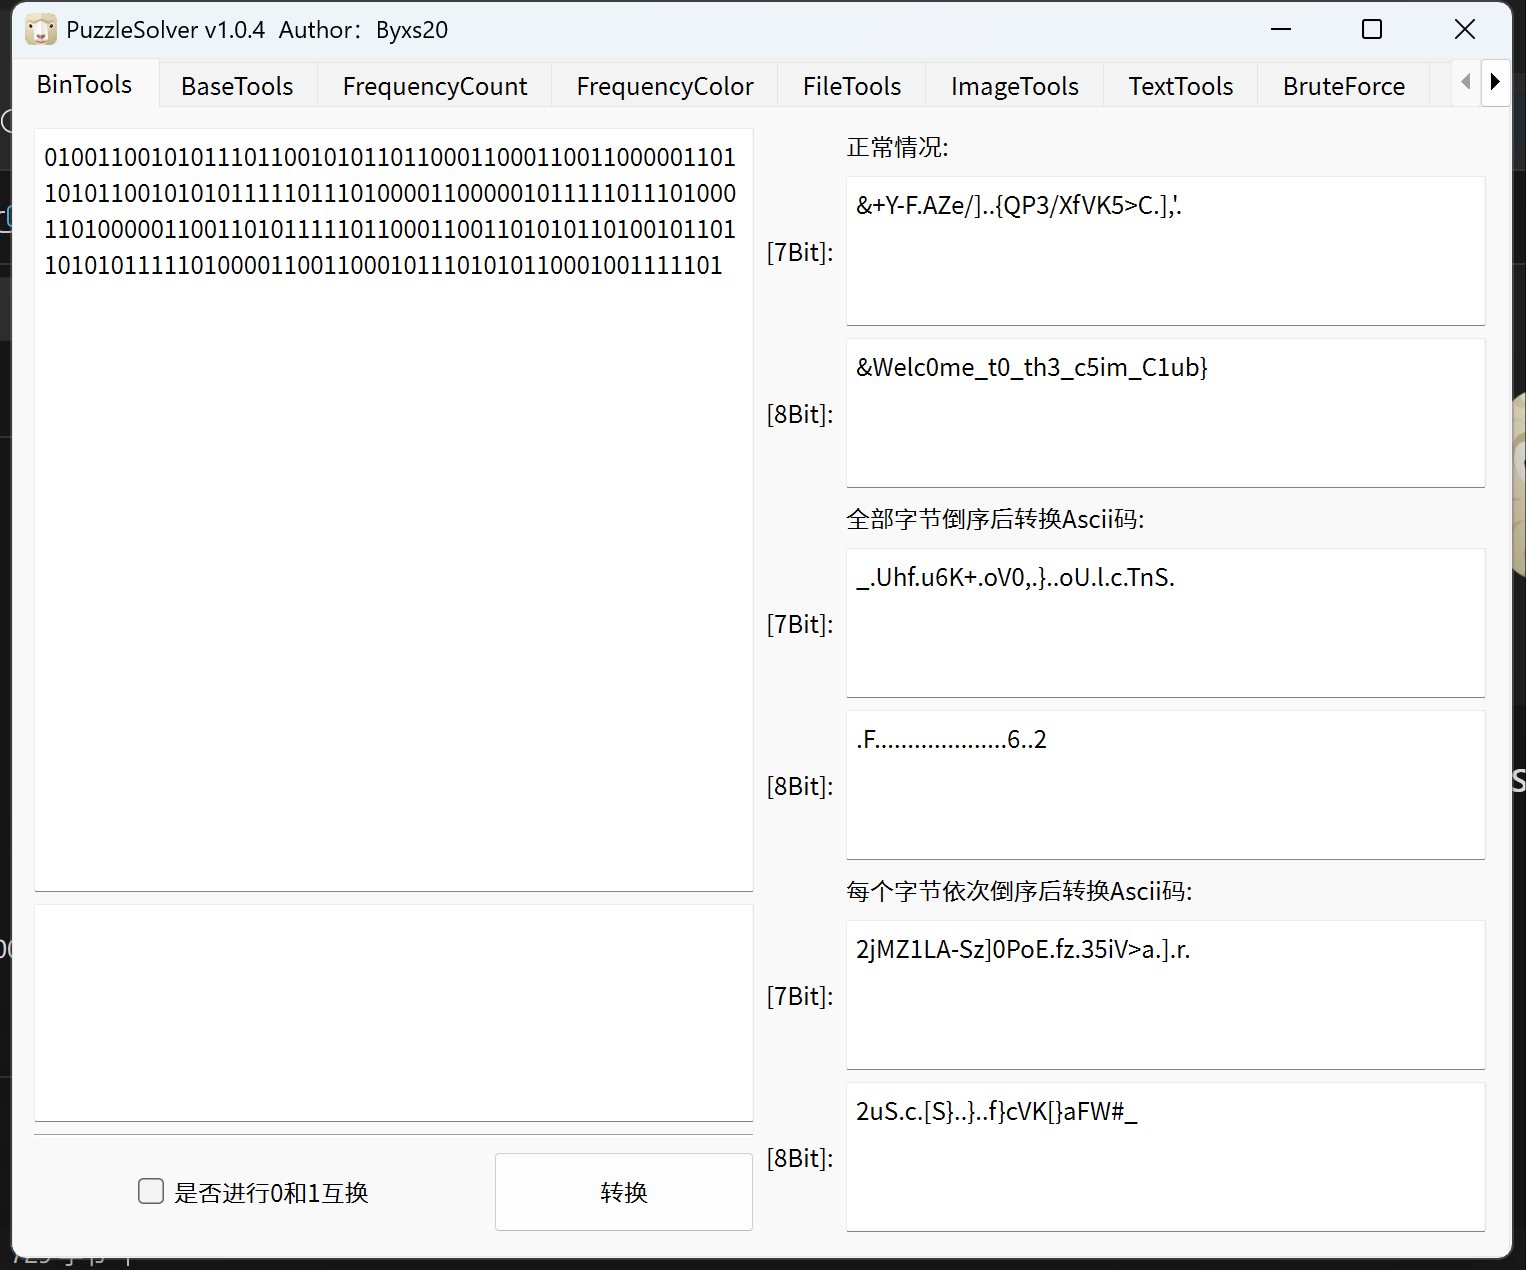 PuzzleSolver v1.0.4 Author：Byxs20
BinTools BaseTools FrequencyCount FrequencyColor FileTools ImageTools TextTools BruteForce
0100110010101110110010101101100011000110011000001101
1010110010101011111011101000011000001011111011101000
1101000001100110101111101100011001101010110100101101
101010111110100001100110001011101010110001001111101
正常情况:
[7Bit]:
&+Y-F.AZe/]..{QP3/XfVK5>C.],'.
[8Bit]:
&Welc0me_t0_th3_c5im_C1ub}
全部字节倒序后转换Ascii码:
[7Bit]:
_.Uhf.u6K+.oV0,.}..oU.l.c.TnS.
[8Bit]:
.F....................6..2
每个字节依次倒序后转换Ascii码:
[7Bit]:
2jMZ1LA-Sz]0PoE.fz.35iV>a.].r.
[8Bit]:
2uS.c.[S}..}..f}cVK[}aFW#_
是否进行0和1互换
转换